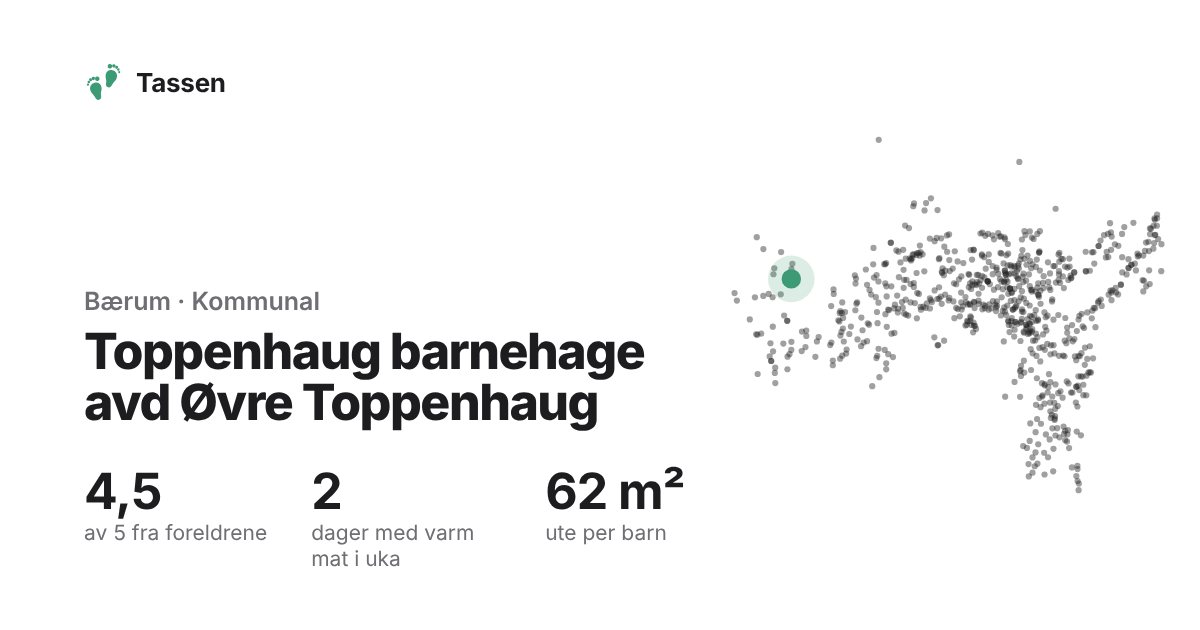 Tassen
Bærum · Kommunal
Toppenhaug barnehage
avd Øvre Toppenhaug
4,5
av 5 fra foreldrene
2
dager med varm
mat i uka
62 m²
ute per barn